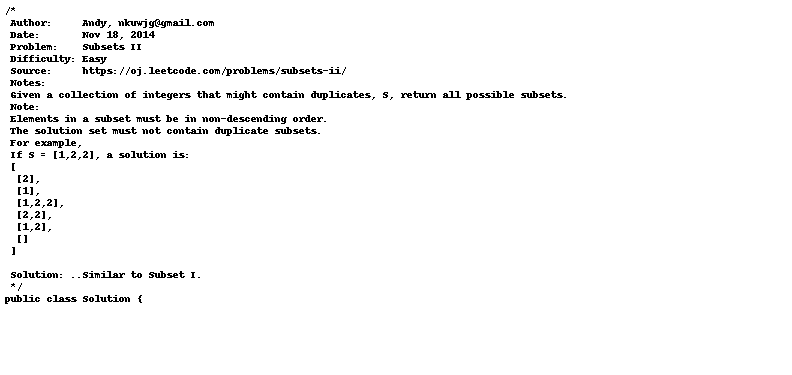 /*
 Author:     Andy, nkuwjg@gmail.com
 Date:       Nov 18, 2014
 Problem:    Subsets II
 Difficulty: Easy
 Source:     https://oj.leetcode.com/problems/subsets-ii/
 Notes:
 Given a collection of integers that might contain duplicates, S, return all possible subsets.
 Note:
 Elements in a subset must be in non-descending order.
 The solution set must not contain duplicate subsets.
 For example,
 If S = [1,2,2], a solution is:
 [
  [2],
  [1],
  [1,2,2],
  [2,2],
  [1,2],
  []
 ]
 Solution: ..Similar to Subset I.
 */
public class Solution {